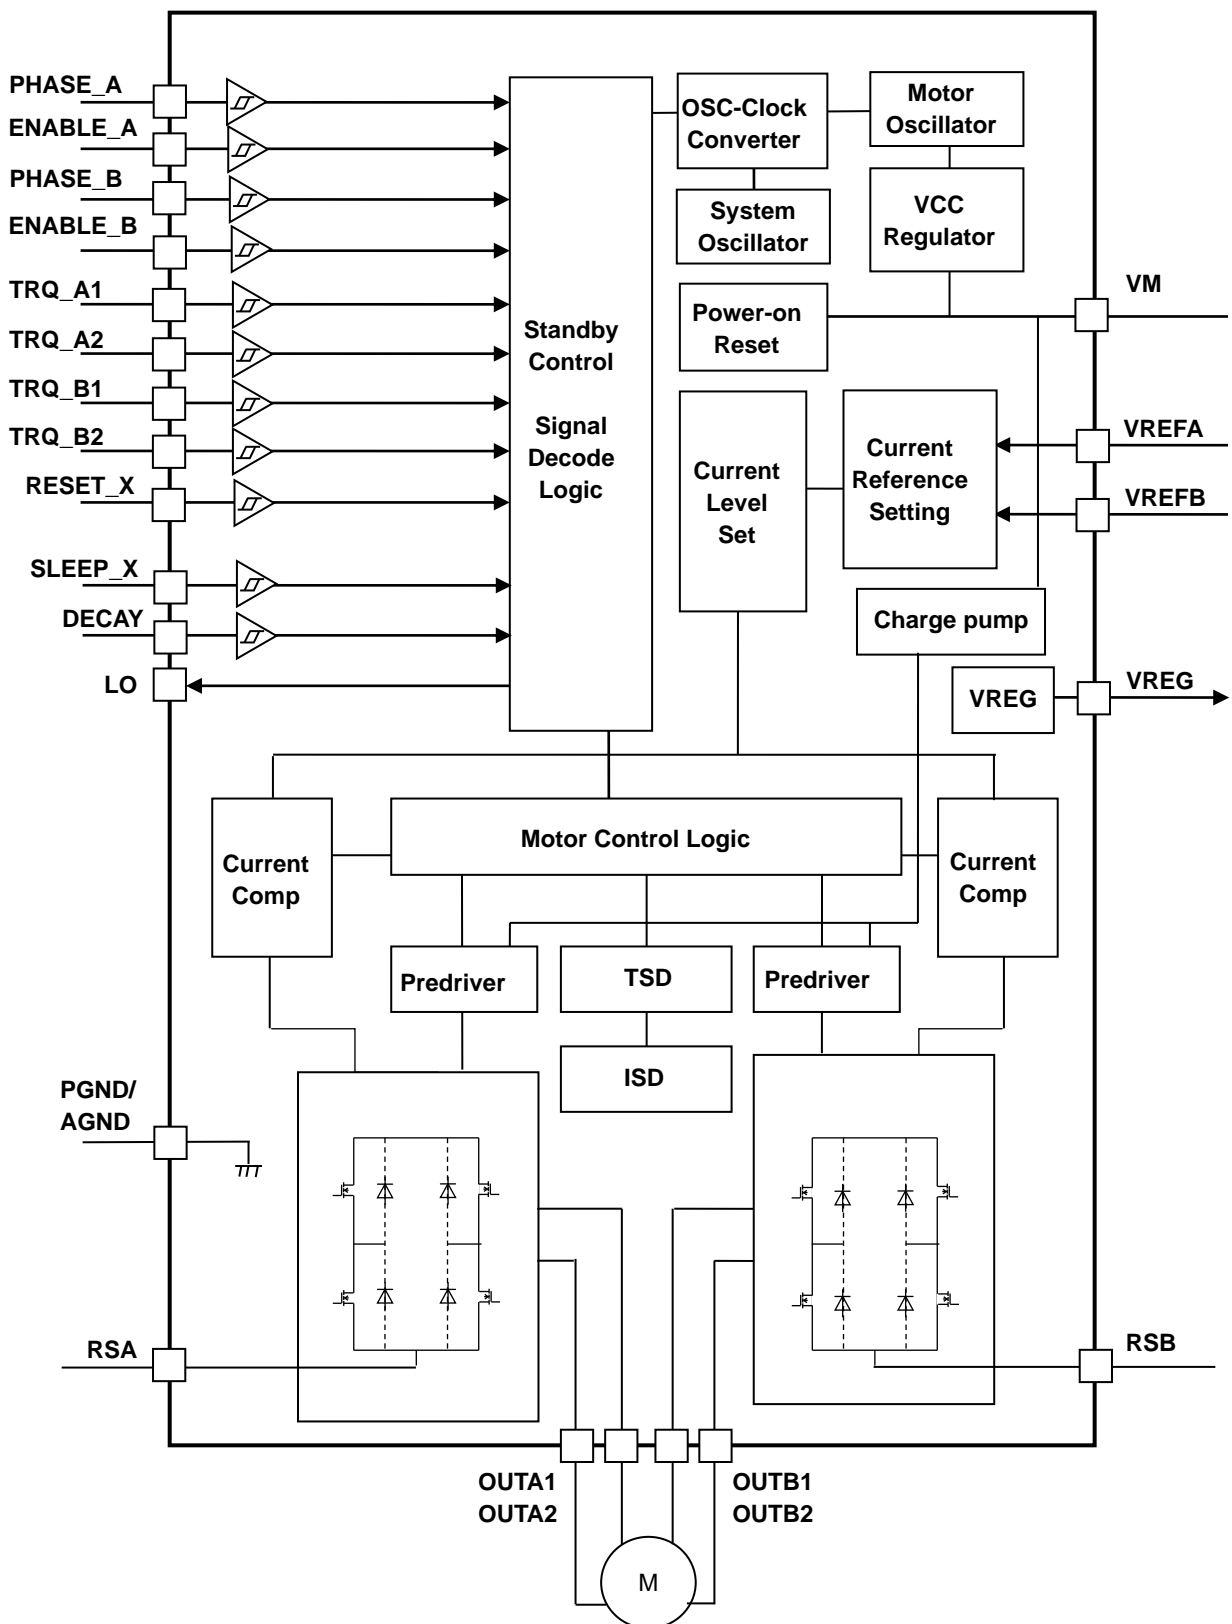 PHASE_A
ENABLE_A
PHASE_B
ENABLE_B
TRQ_A1
TRQ_A2
TRQ_B1
TRQ_B2
RESET_X
SLEEP_X
DECAY
LO
Standby
Control
Signal
Decode
Logic
OSC-Clock
Converter
Motor
Oscillator
System
Oscillator
VCC
Regulator
Power-on
Reset
VM
Current
Level
Set
Current
Reference
Setting
VREFA
VREFB
Charge pump
VREG
VREG
Current
Comp
Motor Control Logic
Current
Comp
Predriver
TSD
Predriver
ISD
PGND/
AGND
RSA
RSB
OUTA1
OUTA2
OUTB1
OUTB2
M